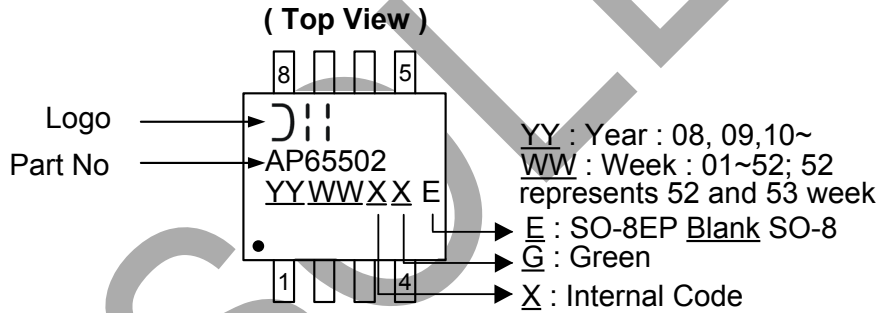 ( Top View )
8 5
Logo
Part No
AP65502
YYWWXX E
1 4
YY : Year : 08, 09,10~
WW : Week : 01~52; 52
represents 52 and 53 week
E : SO-8EP Blank SO-8
G : Green
X : Internal Code